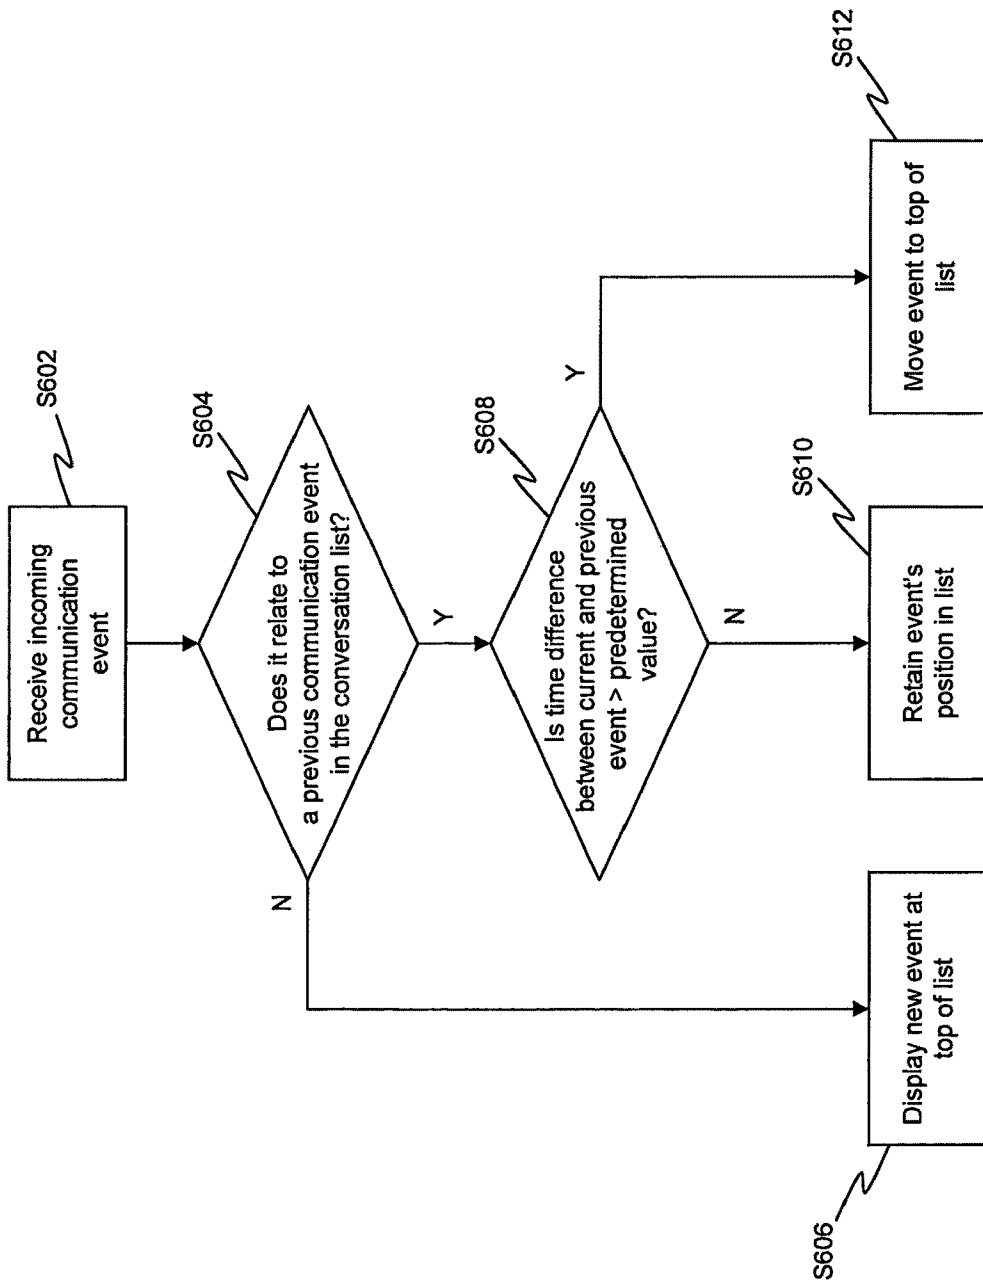 S602
Receive incoming
communication
event
S604
Does it relate to
a previous communication event
in the conversation list?
N
Y
S608
Is time difference
between current and previous
event > predetermined
value?
Y
N
S606
Display new event at
top of list
S610
Retain event's
position in list
S612
Move event to top of
list